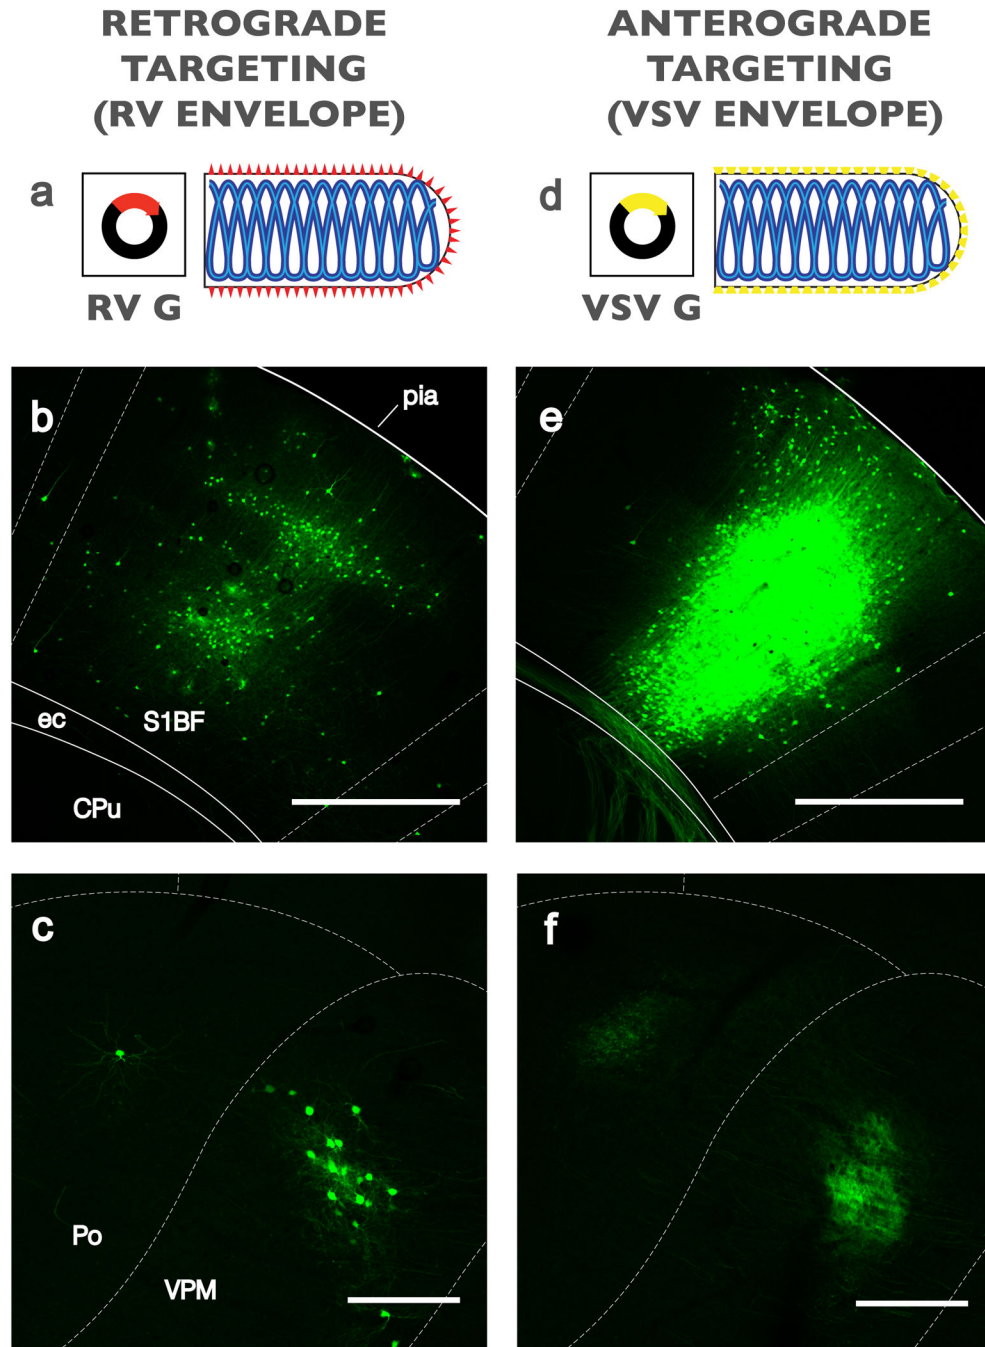 RETROGRADE
TARGETING
(RV ENVELOPE)
ANTEROGRADE
TARGETING
(VSV ENVELOPE)
a
RV G
d
VSV G
b
pia
ec
S1BF
CPu
e
c
Po
VPM
f